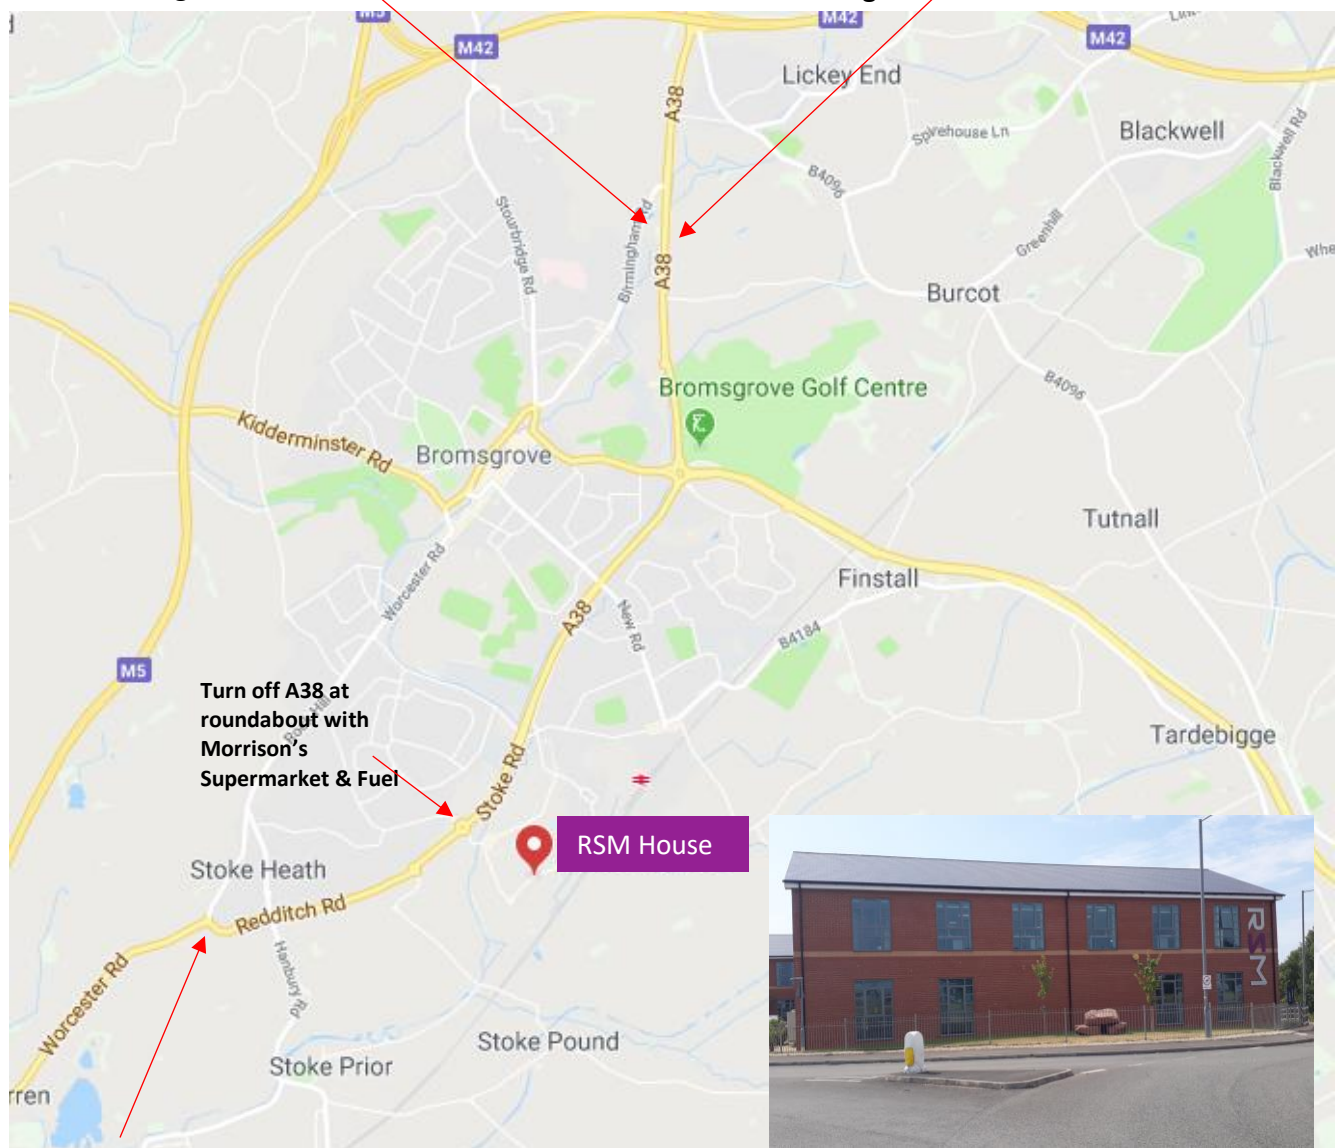 M5
M42
M42
M42
Lickey End
A38
Spirehouse Ln
Blackwell
Blackwell Rd
B4096
Stourbridge Rd
Birmingham Rd
A38
Greenhill
Burcot
Bromsgrove Golf Centre
B4096
Kidderminster Rd
Bromsgrove
Tutnall
Worcester Rd
Finstall
A38
New Rd
B4184
M5
Turn off A38 at
roundabout with
Morrison's
Supermarket & Fuel
Tardebigge
Stoke Rd
RSM House
Stoke Heath
Redditch Rd
RSM
Hanbury Rd
Worcester Rd
Stoke Pound
Stoke Prior
rren